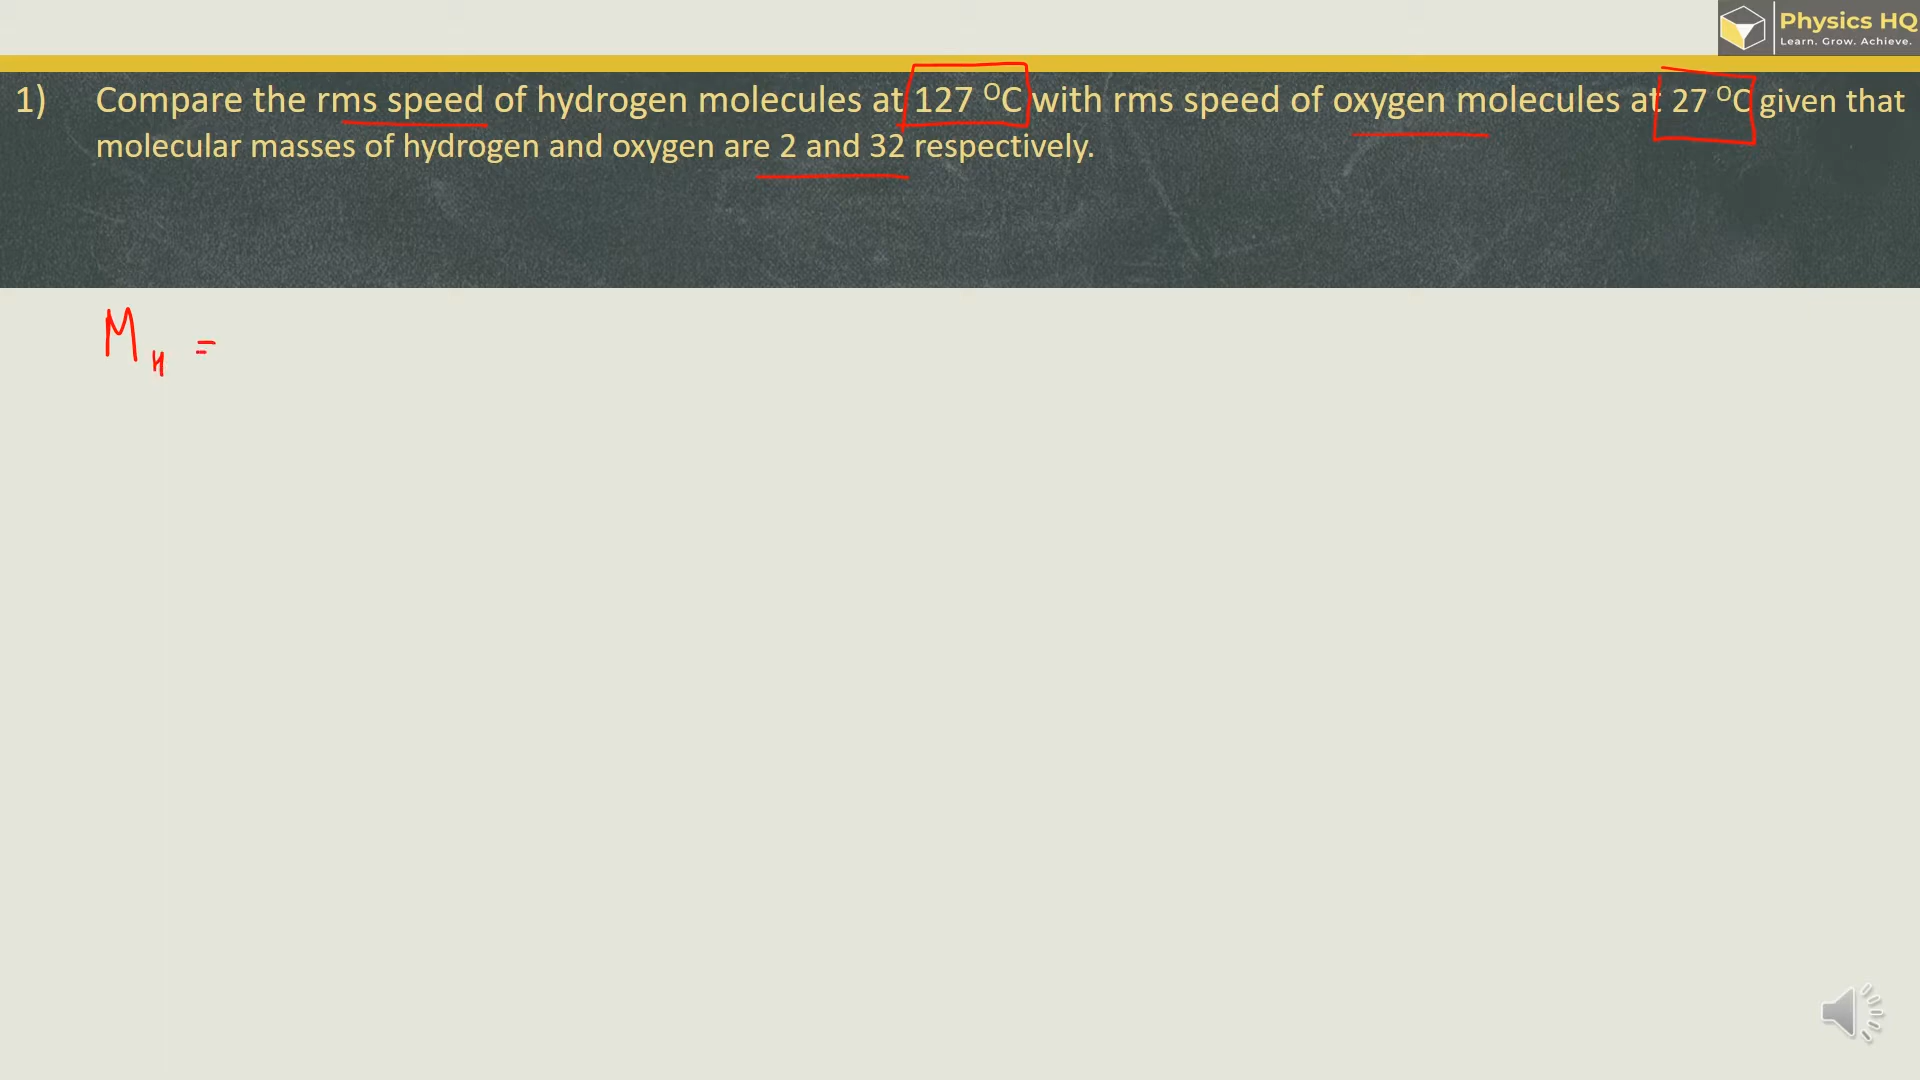 Physics HQ
Learn. Grow. Achieve.
1) Compare the rms speed of hydrogen molecules at 127 ᴼC with rms speed of oxygen molecules at 27 ᴼC given that
molecular masses of hydrogen and oxygen are 2 and 32 respectively.
M_H =